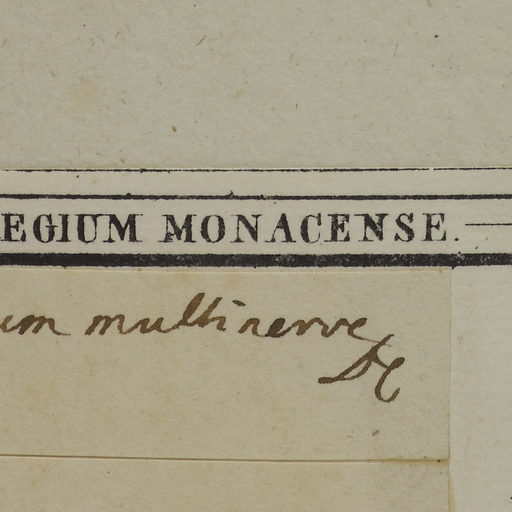 EGIUM MONACENSE.
um multinerve
DC